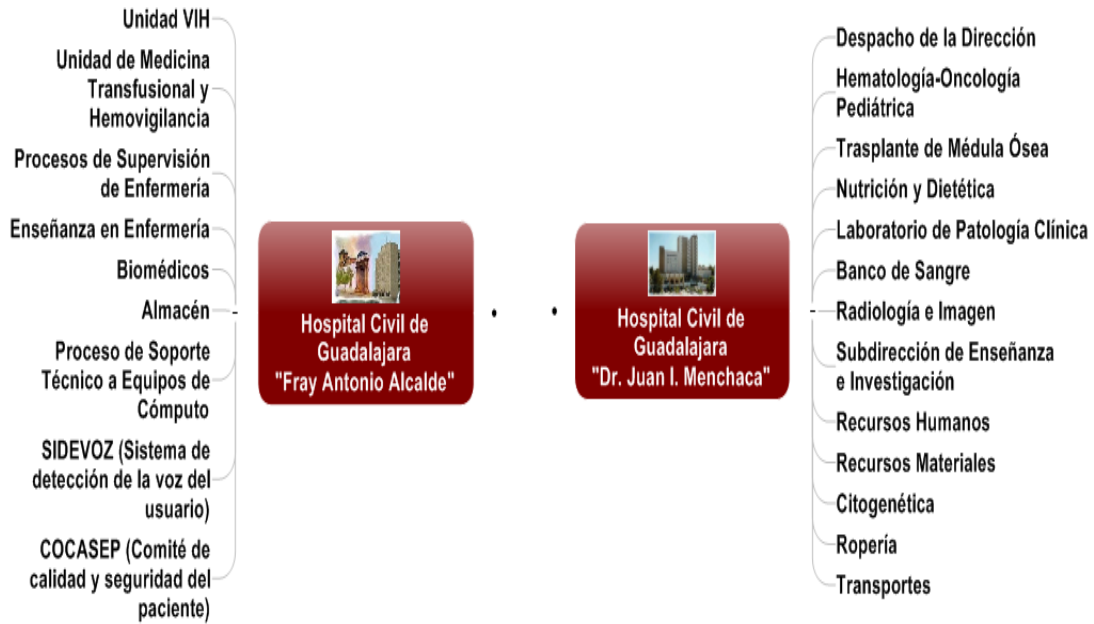 Unidad VIH
Unidad de Medicina
Transfusional y
Hemovigilancia
Procesos de Supervisión
de Enfermería
Enseñanza en Enfermería
Biomédicos
Almacén
Proceso de Soporte
Técnico a Equipos de
Cómputo
SIDEVOZ (Sistema de
detección de la voz del
usuario)
COCASEP (Comité de
calidad y seguridad del
paciente)
Hospital Civil de
Guadalajara
"Fray Antonio Alcalde"
Hospital Civil de
Guadalajara
"Dr. Juan I. Menchaca"
Despacho de la Dirección
Hematología-Oncología
Pediátrica
Trasplante de Médula Ósea
Nutrición y Dietética
Laboratorio de Patología Clínica
Banco de Sangre
Radiología e Imagen
Subdirección de Enseñanza
e Investigación
Recursos Humanos
Recursos Materiales
Citogenética
Ropería
Transportes